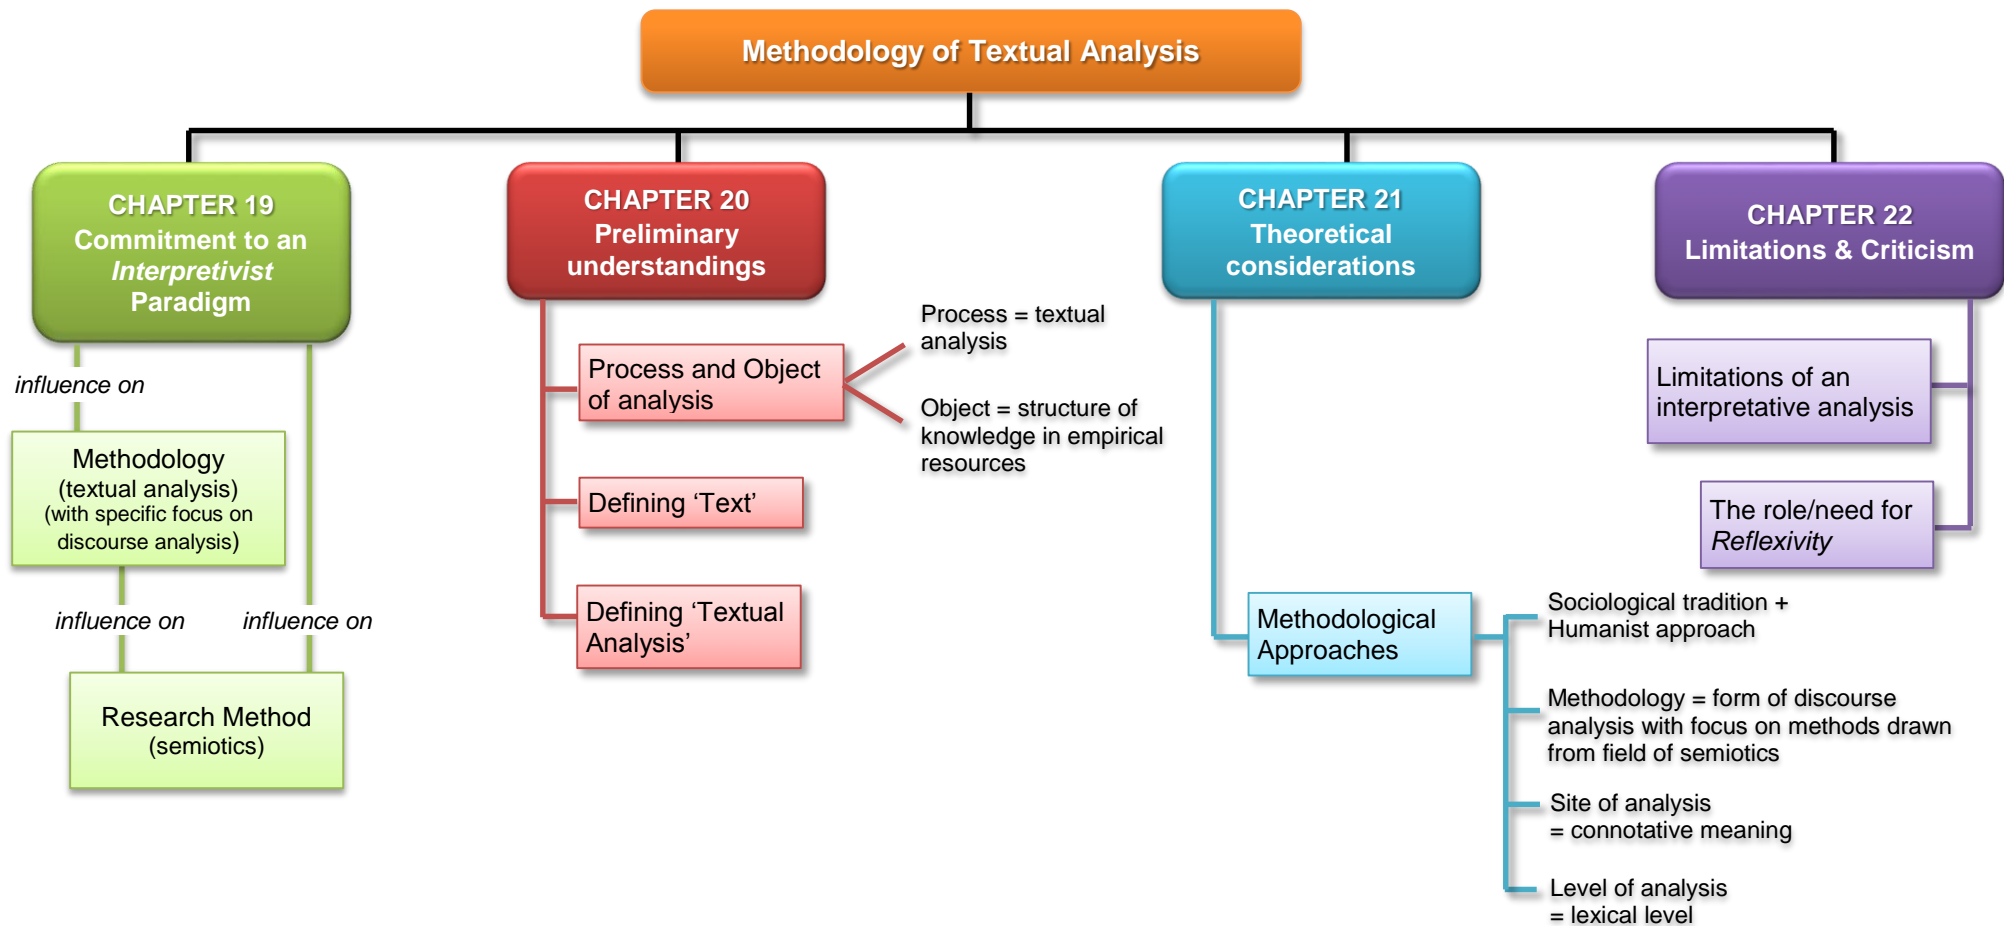 Methodology of Textual Analysis
CHAPTER 19
Commitment to an
Interpretivist
Paradigm
influence on
Methodology
(textual analysis)
(with specific focus on
discourse analysis)
influence on
influence on
Research Method
(semiotics)
CHAPTER 20
Preliminary
understandings
Process and Object
of analysis
Process = textual
analysis
Object = structure of
knowledge in empirical
resources
Defining ‘Text’
Defining ‘Textual
Analysis’
CHAPTER 21
Theoretical
considerations
Methodological
Approaches
Sociological tradition +
Humanist approach
Methodology = form of discourse
analysis with focus on methods drawn
from field of semiotics
Site of analysis
= connotative meaning
Level of analysis
= lexical level
CHAPTER 22
Limitations & Criticism
Limitations of an
interpretative analysis
The role/need for
Reflexivity